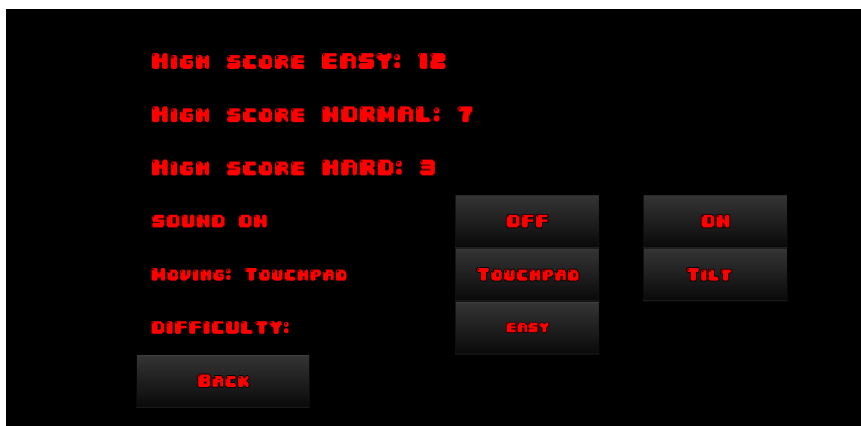 High score EASY: 12
High score NORMAL: 7
High score HARD: 3
SOUND ON OFF ON
Moving: Touchpad Touchpad Tilt
DIFFICULTY: EASY
Back